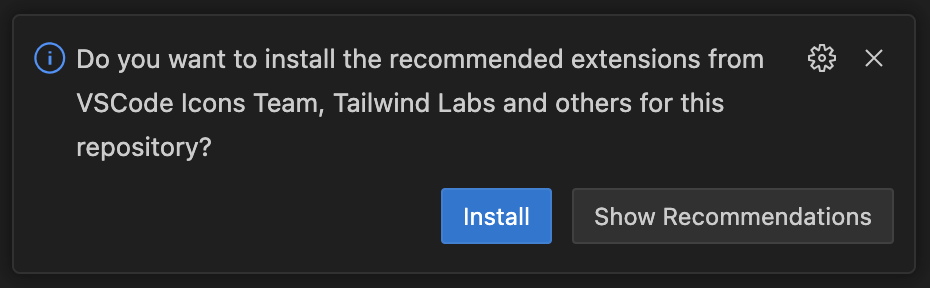 Do you want to install the recommended extensions from
VSCode Icons Team, Tailwind Labs and others for this
repository?
Install
Show Recommendations